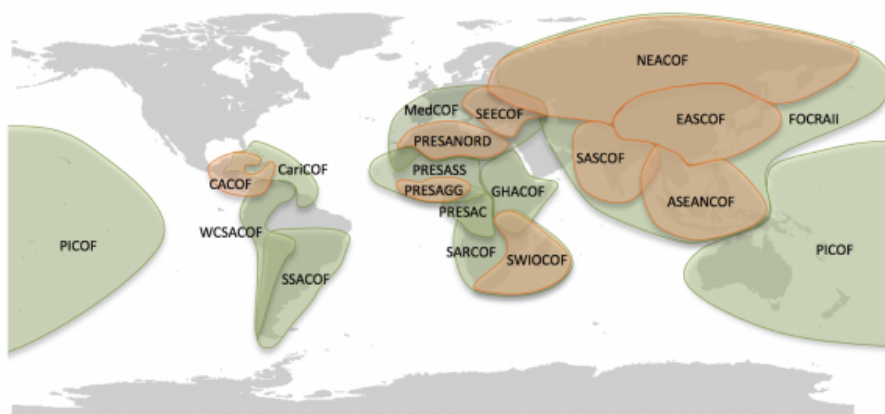 NEACOF
MedCOF
SEECOF
EASCOF
FOCRAII
PRESANORD
SASCOF
CariCOF
PRESASS
CACOF
PRESAGG
GHACOF
ASEANCOF
PRESAC
WCSACOF
PICOF
SARCOF
SWIOCOF
PICOF
SSACOF